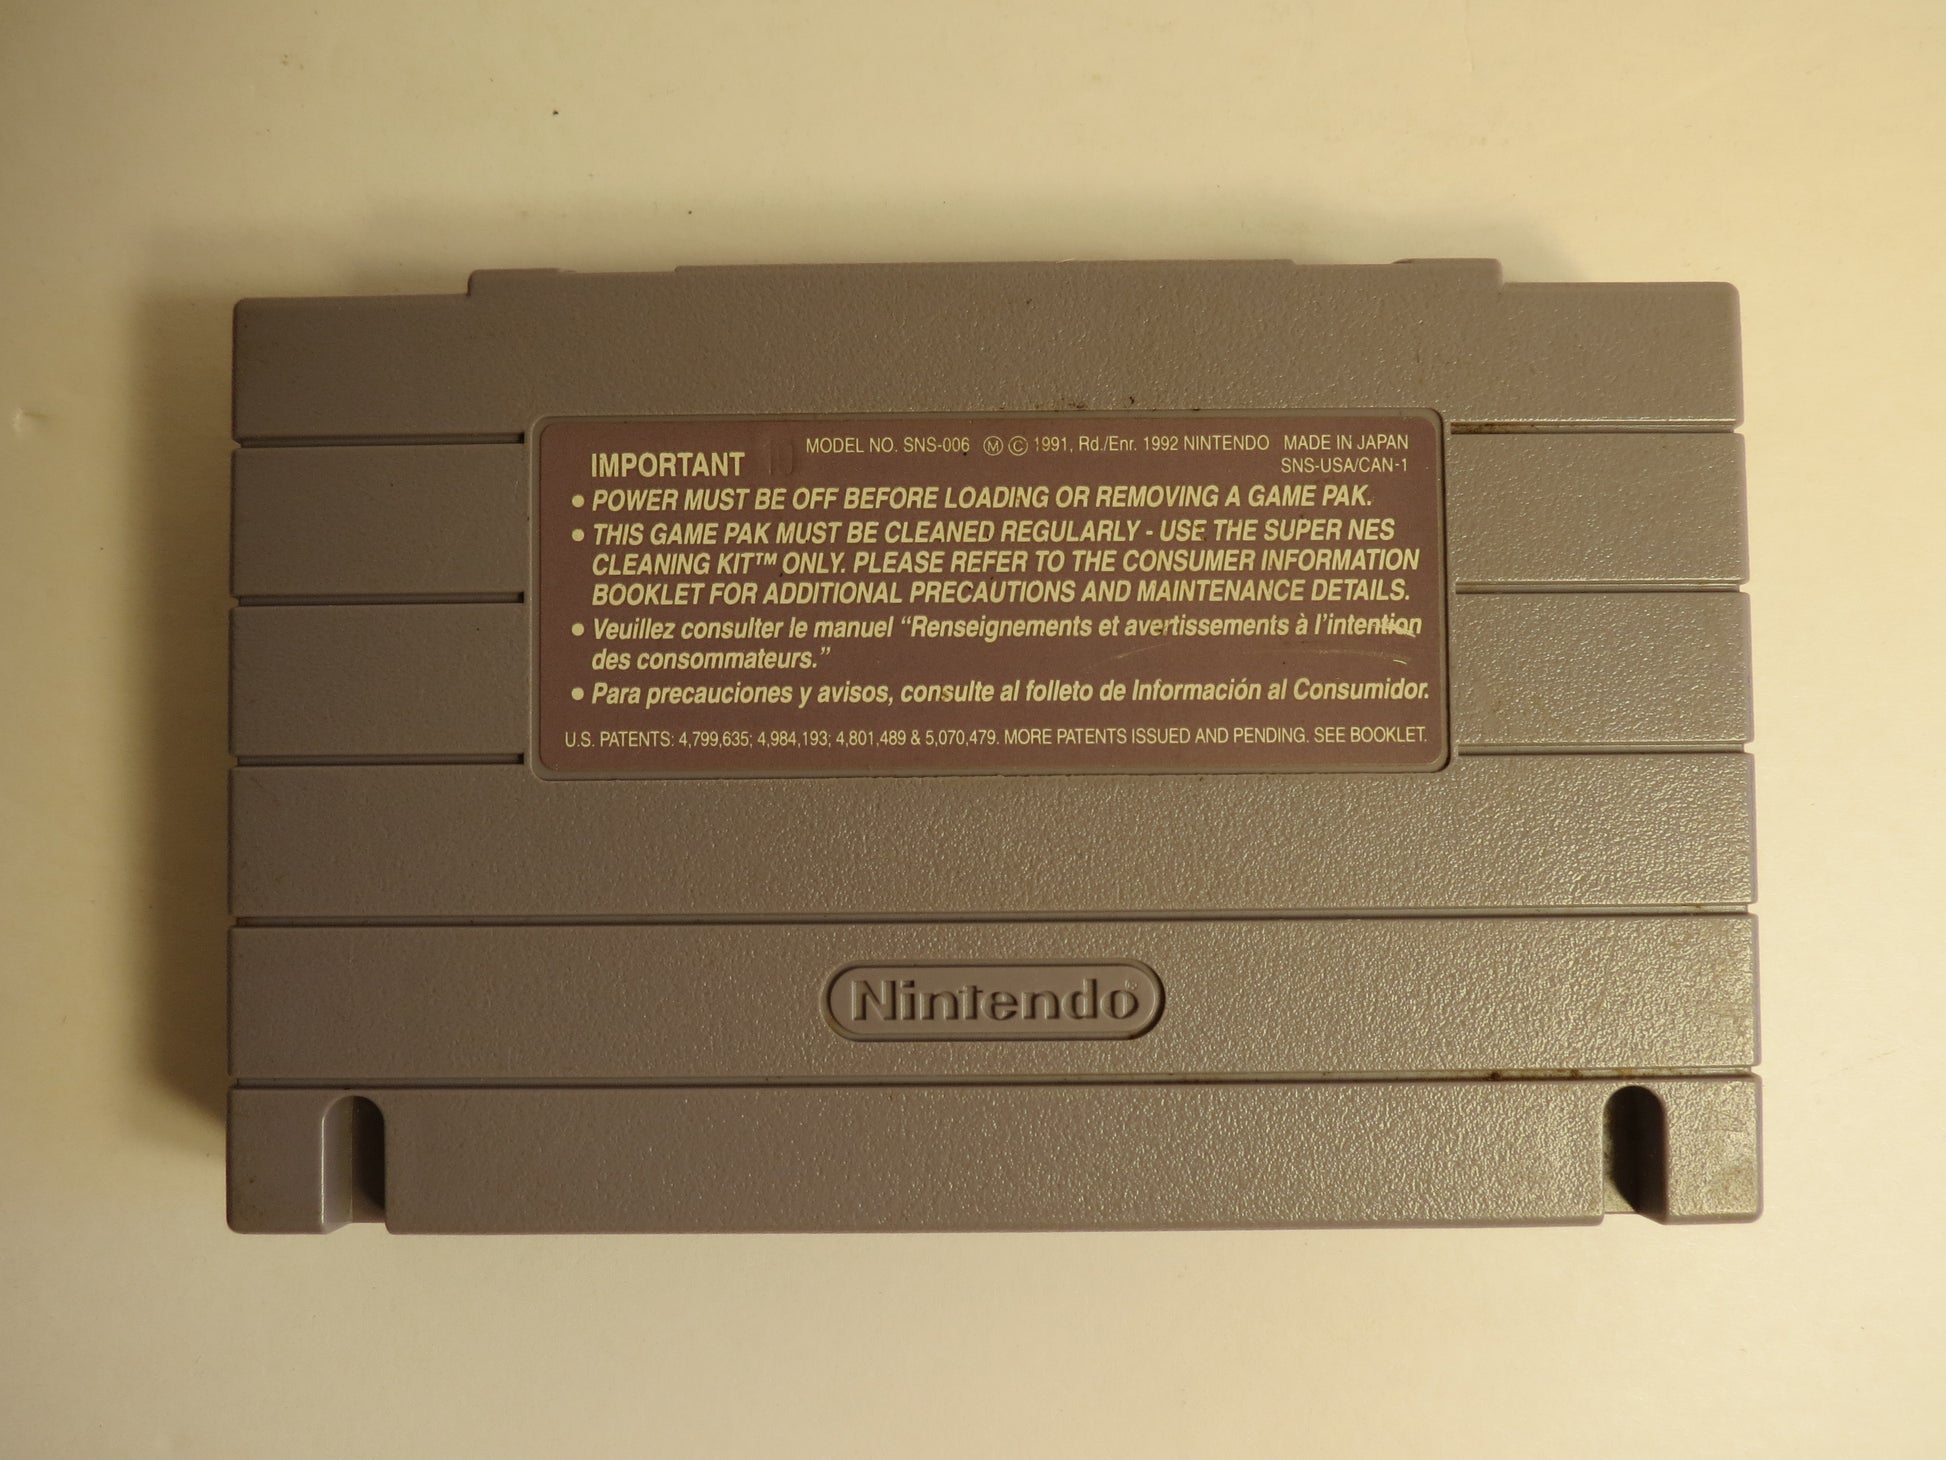 IMPORTANT
MODEL NO. SNS-006 Ⓜ © 1991, Rd./Enr. 1992 NINTENDO MADE IN JAPAN
SNS-USA/CAN-1
• POWER MUST BE OFF BEFORE LOADING OR REMOVING A GAME PAK.
• THIS GAME PAK MUST BE CLEANED REGULARLY - USE THE SUPER NES
CLEANING KIT™ ONLY. PLEASE REFER TO THE CONSUMER INFORMATION
BOOKLET FOR ADDITIONAL PRECAUTIONS AND MAINTENANCE DETAILS.
• Veuillez consulter le manuel “Renseignements et avertissements à l’intention
des consommateurs.”
• Para precauciones y avisos, consulte al folleto de Información al Consumidor.
U.S. PATENTS: 4,799,635; 4,984,193; 4,801,489 & 5,070,479. MORE PATENTS ISSUED AND PENDING. SEE BOOKLET.
Nintendo